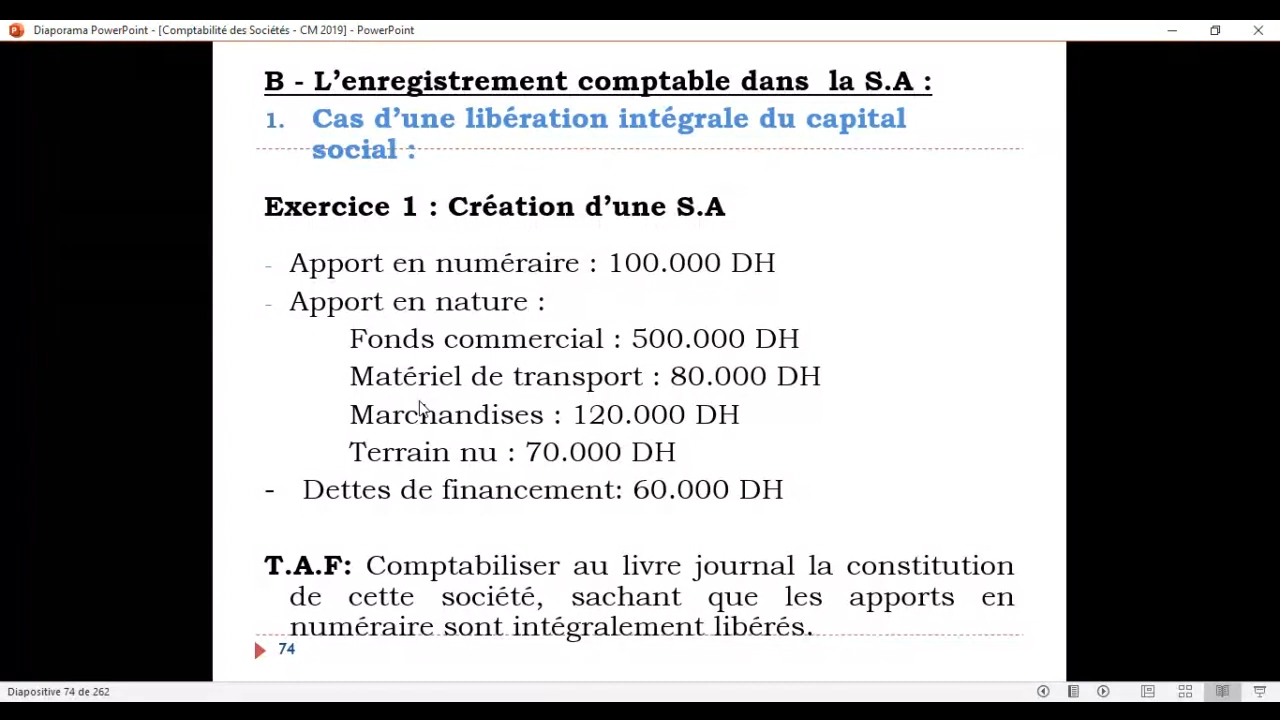 Diaporama PowerPoint - [Comptabilité des Sociétés - CM 2019] - PowerPoint
B - L’enregistrement comptable dans la S.A :
1. Cas d’une libération intégrale du capital
social :
Exercice 1 : Création d’une S.A
- Apport en numéraire : 100.000 DH
- Apport en nature :
Fonds commercial : 500.000 DH
Matériel de transport : 80.000 DH
Marchandises : 120.000 DH
Terrain nu : 70.000 DH
- Dettes de financement: 60.000 DH
T.A.F: Comptabiliser au livre journal la constitution
de cette société, sachant que les apports en
numéraire sont intégralement libérés.
74
Diapositive 74 de 262